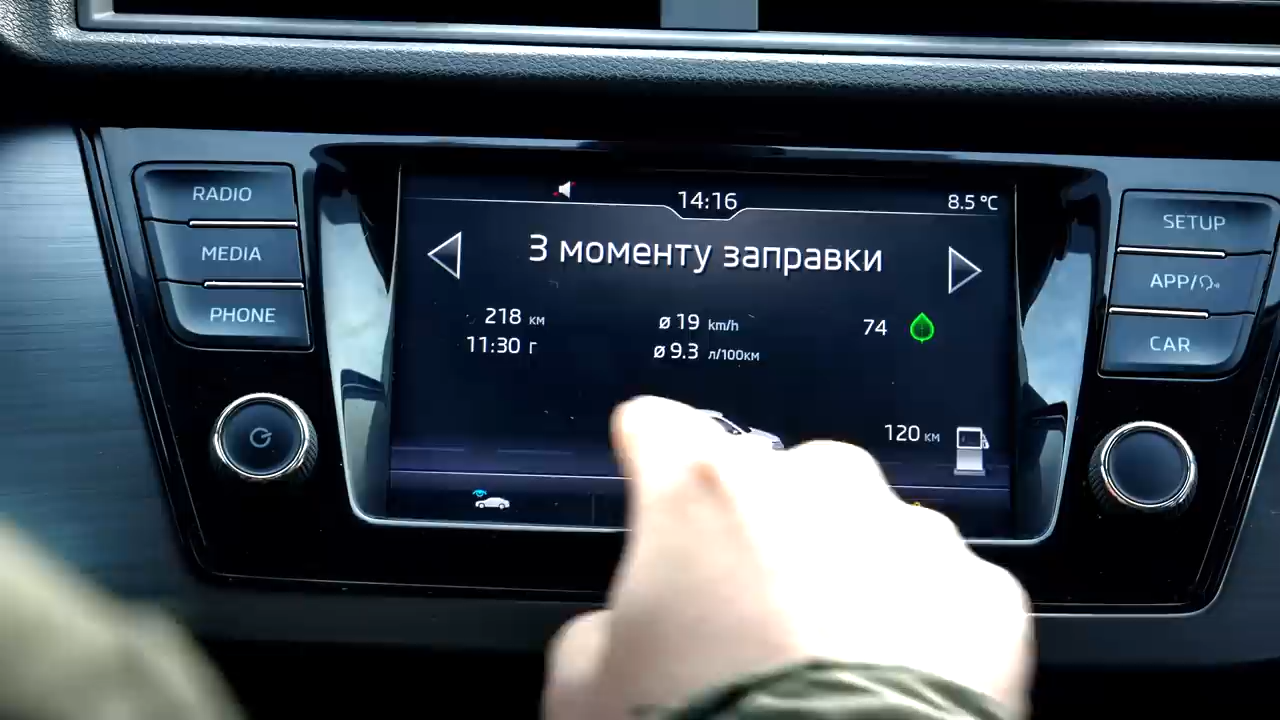 RADIO
MEDIA
PHONE
14:16
8.5 °C
З моменту заправки
218 км
11:30 г
ø 19 km/h
ø 9.3 л/100км
74
120 км
SETUP
APP/
CAR